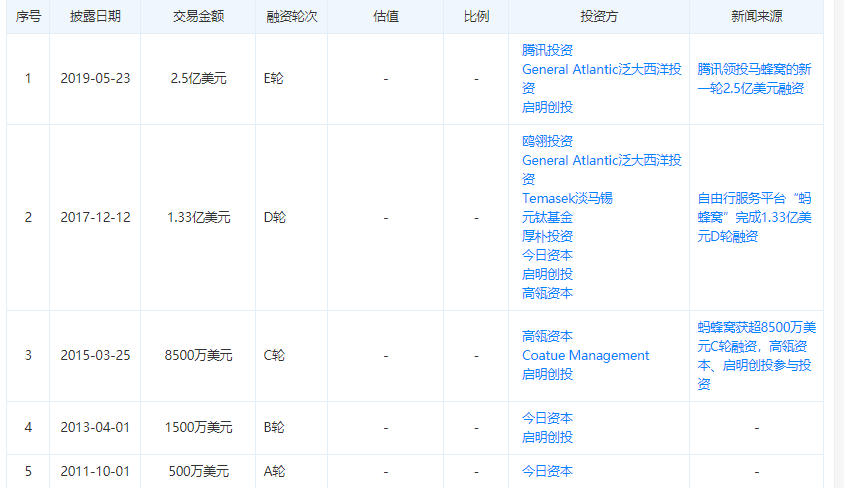 序号 披露日期 交易金额 融资轮次 估值 比例 投资方 新闻来源
1 2019-05-23 2.5亿美元 E轮 - -
腾讯投资
General Atlantic泛大西洋投
资
启明创投
腾讯领投马蜂窝的新
一轮2.5亿美元融资
2 2017-12-12 1.33亿美元 D轮 - -
鸥翎投资
General Atlantic泛大西洋投
资
Temasek淡马锡
元钛基金
厚朴投资
今日资本
启明创投
高瓴资本
自由行服务平台“蚂
蜂窝”完成1.33亿美
元D轮融资
3 2015-03-25 8500万美元 C轮 - -
高瓴资本
Coatue Management
启明创投
蚂蜂窝获超8500万美
元C轮融资，高瓴资
本、启明创投参与投
资
4 2013-04-01 1500万美元 B轮 - -
今日资本
启明创投
-
5 2011-10-01 500万美元 A轮 - - 今日资本 -